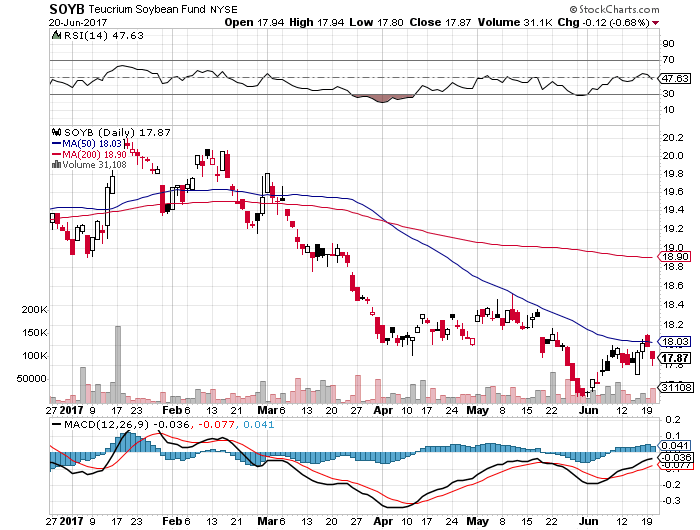 SOYB Teucrium Soybean Fund NYSE © StockCharts.com
20-Jun-2017 Open 17.94 High 17.94 Low 17.80 Close 17.87 Volume 31.1K Chg -0.12 (-0.68%)
RSI(14) 47.63
90
70
47.63
30
10
SOYB (Daily) 17.87
MA(50) 18.03
MA(200) 18.90
Volume 31,108
20.2
20.0
19.8
19.6
19.4
19.2
19.0
18.90
18.8
18.6
18.4
18.2
18.03
17.87
31108
200K
150K
100K
50000
27 2017 9 17 23 Feb 6 13 21 Mar 6 13 20 27 Apr 10 17 24 May 8 15 22 Jun 12 19
MACD(12,26,9) -0.036, -0.077, 0.041
0.2
0.1
0.041
-0.036
-0.077
-0.2
-0.3
27 2017 9 17 23 Feb 6 13 21 Mar 6 13 20 27 Apr 10 17 24 May 8 15 22 Jun 12 19